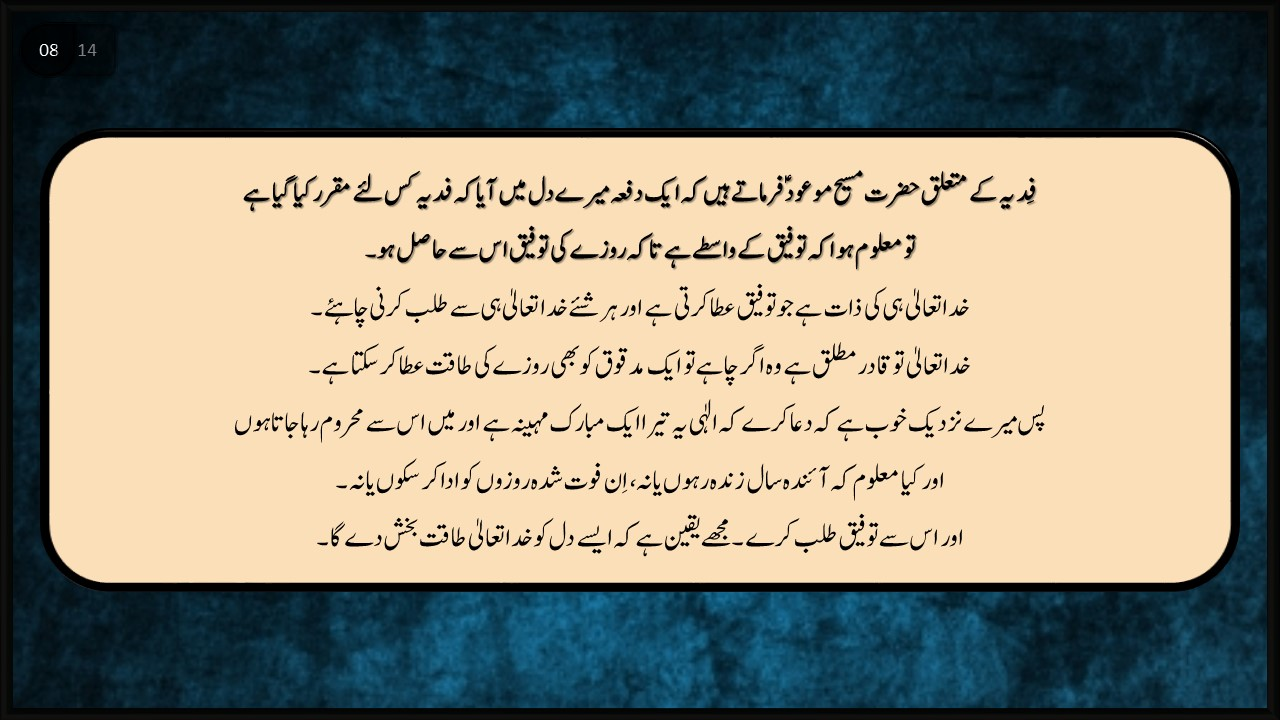 08 14
فِدیہ کے متعلق حضرت مسیح موعودؑ فرماتے ہیں کہ ایک دفعہ میرے دل میں آیا کہ فدیہ کس لئے مقرر کیا گیا ہے
تو معلوم ہوا کہ توفیق کے واسطے ہے تاکہ روزے کی توفیق اس سے حاصل ہو۔
خدا تعالیٰ ہی کی ذات ہے جو توفیق عطا کرتی ہے اور ہر شئے خدا تعالیٰ ہی سے طلب کرنی چاہئے۔
خدا تعالیٰ تو قادر مطلق ہے وہ اگر چاہے تو ایک مدقوق کو بھی روزے کی طاقت عطا کر سکتا ہے۔
پس میرے نزدیک خوب ہے کہ دعا کرے کہ الٰہی یہ تیرا ایک مبارک مہینہ ہے اور میں اس سے محروم رہا جاتا ہوں
اور کیا معلوم کہ آئندہ سال زندہ رہوں یا نہ، اِن فوت شدہ روزوں کو ادا کر سکوں یا نہ۔
اور اس سے توفیق طلب کرے۔ مجھے یقین ہے کہ ایسے دل کو خدا تعالیٰ طاقت بخش دے گا۔